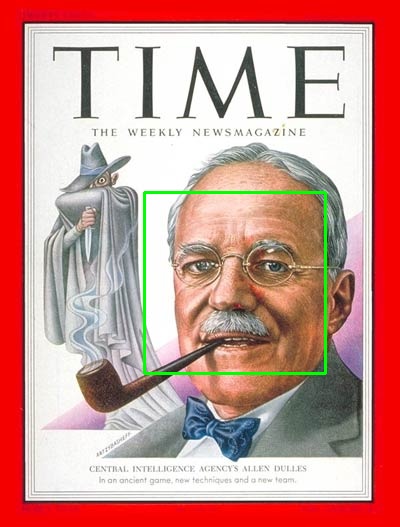 TIME
THE WEEKLY NEWSMAGAZINE
ARTZYBASHEFF
CENTRAL INTELLIGENCE AGENCY'S ALLEN DULLES
In an ancient game, new techniques and a new team.